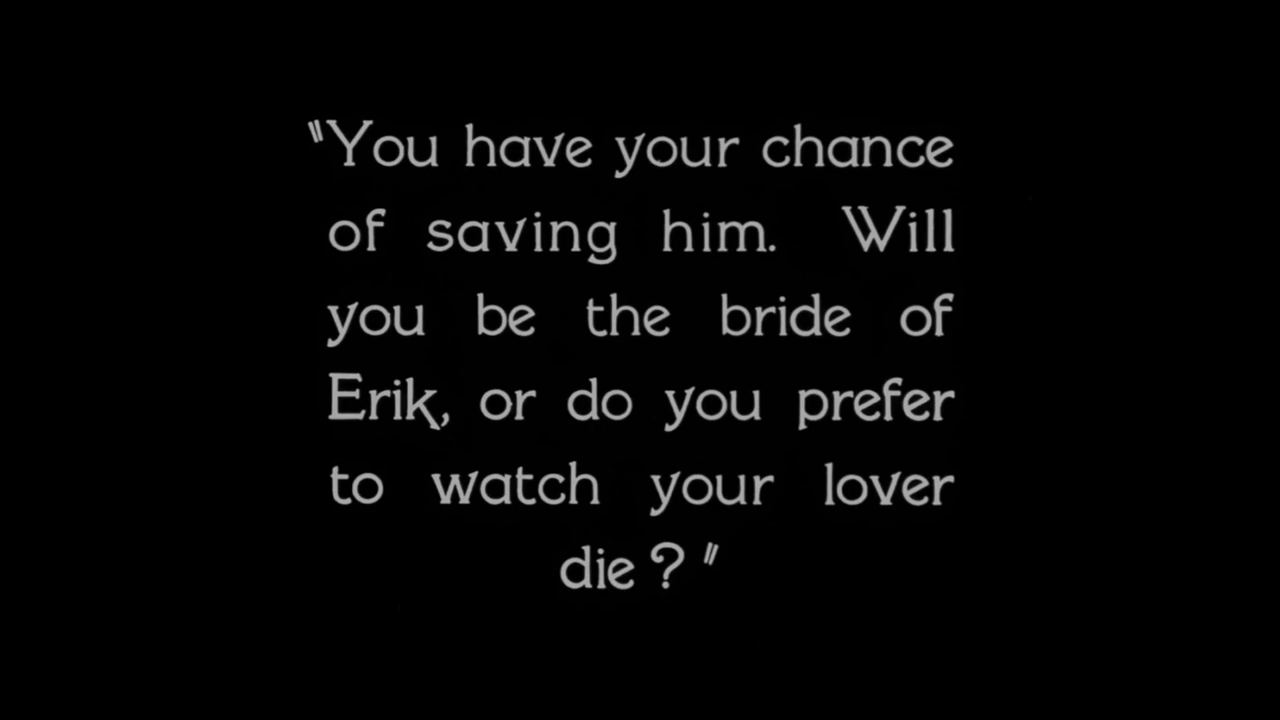 "You have your chance
of saving him. Will
you be the bride of
Erik, or do you prefer
to watch your lover
die?"